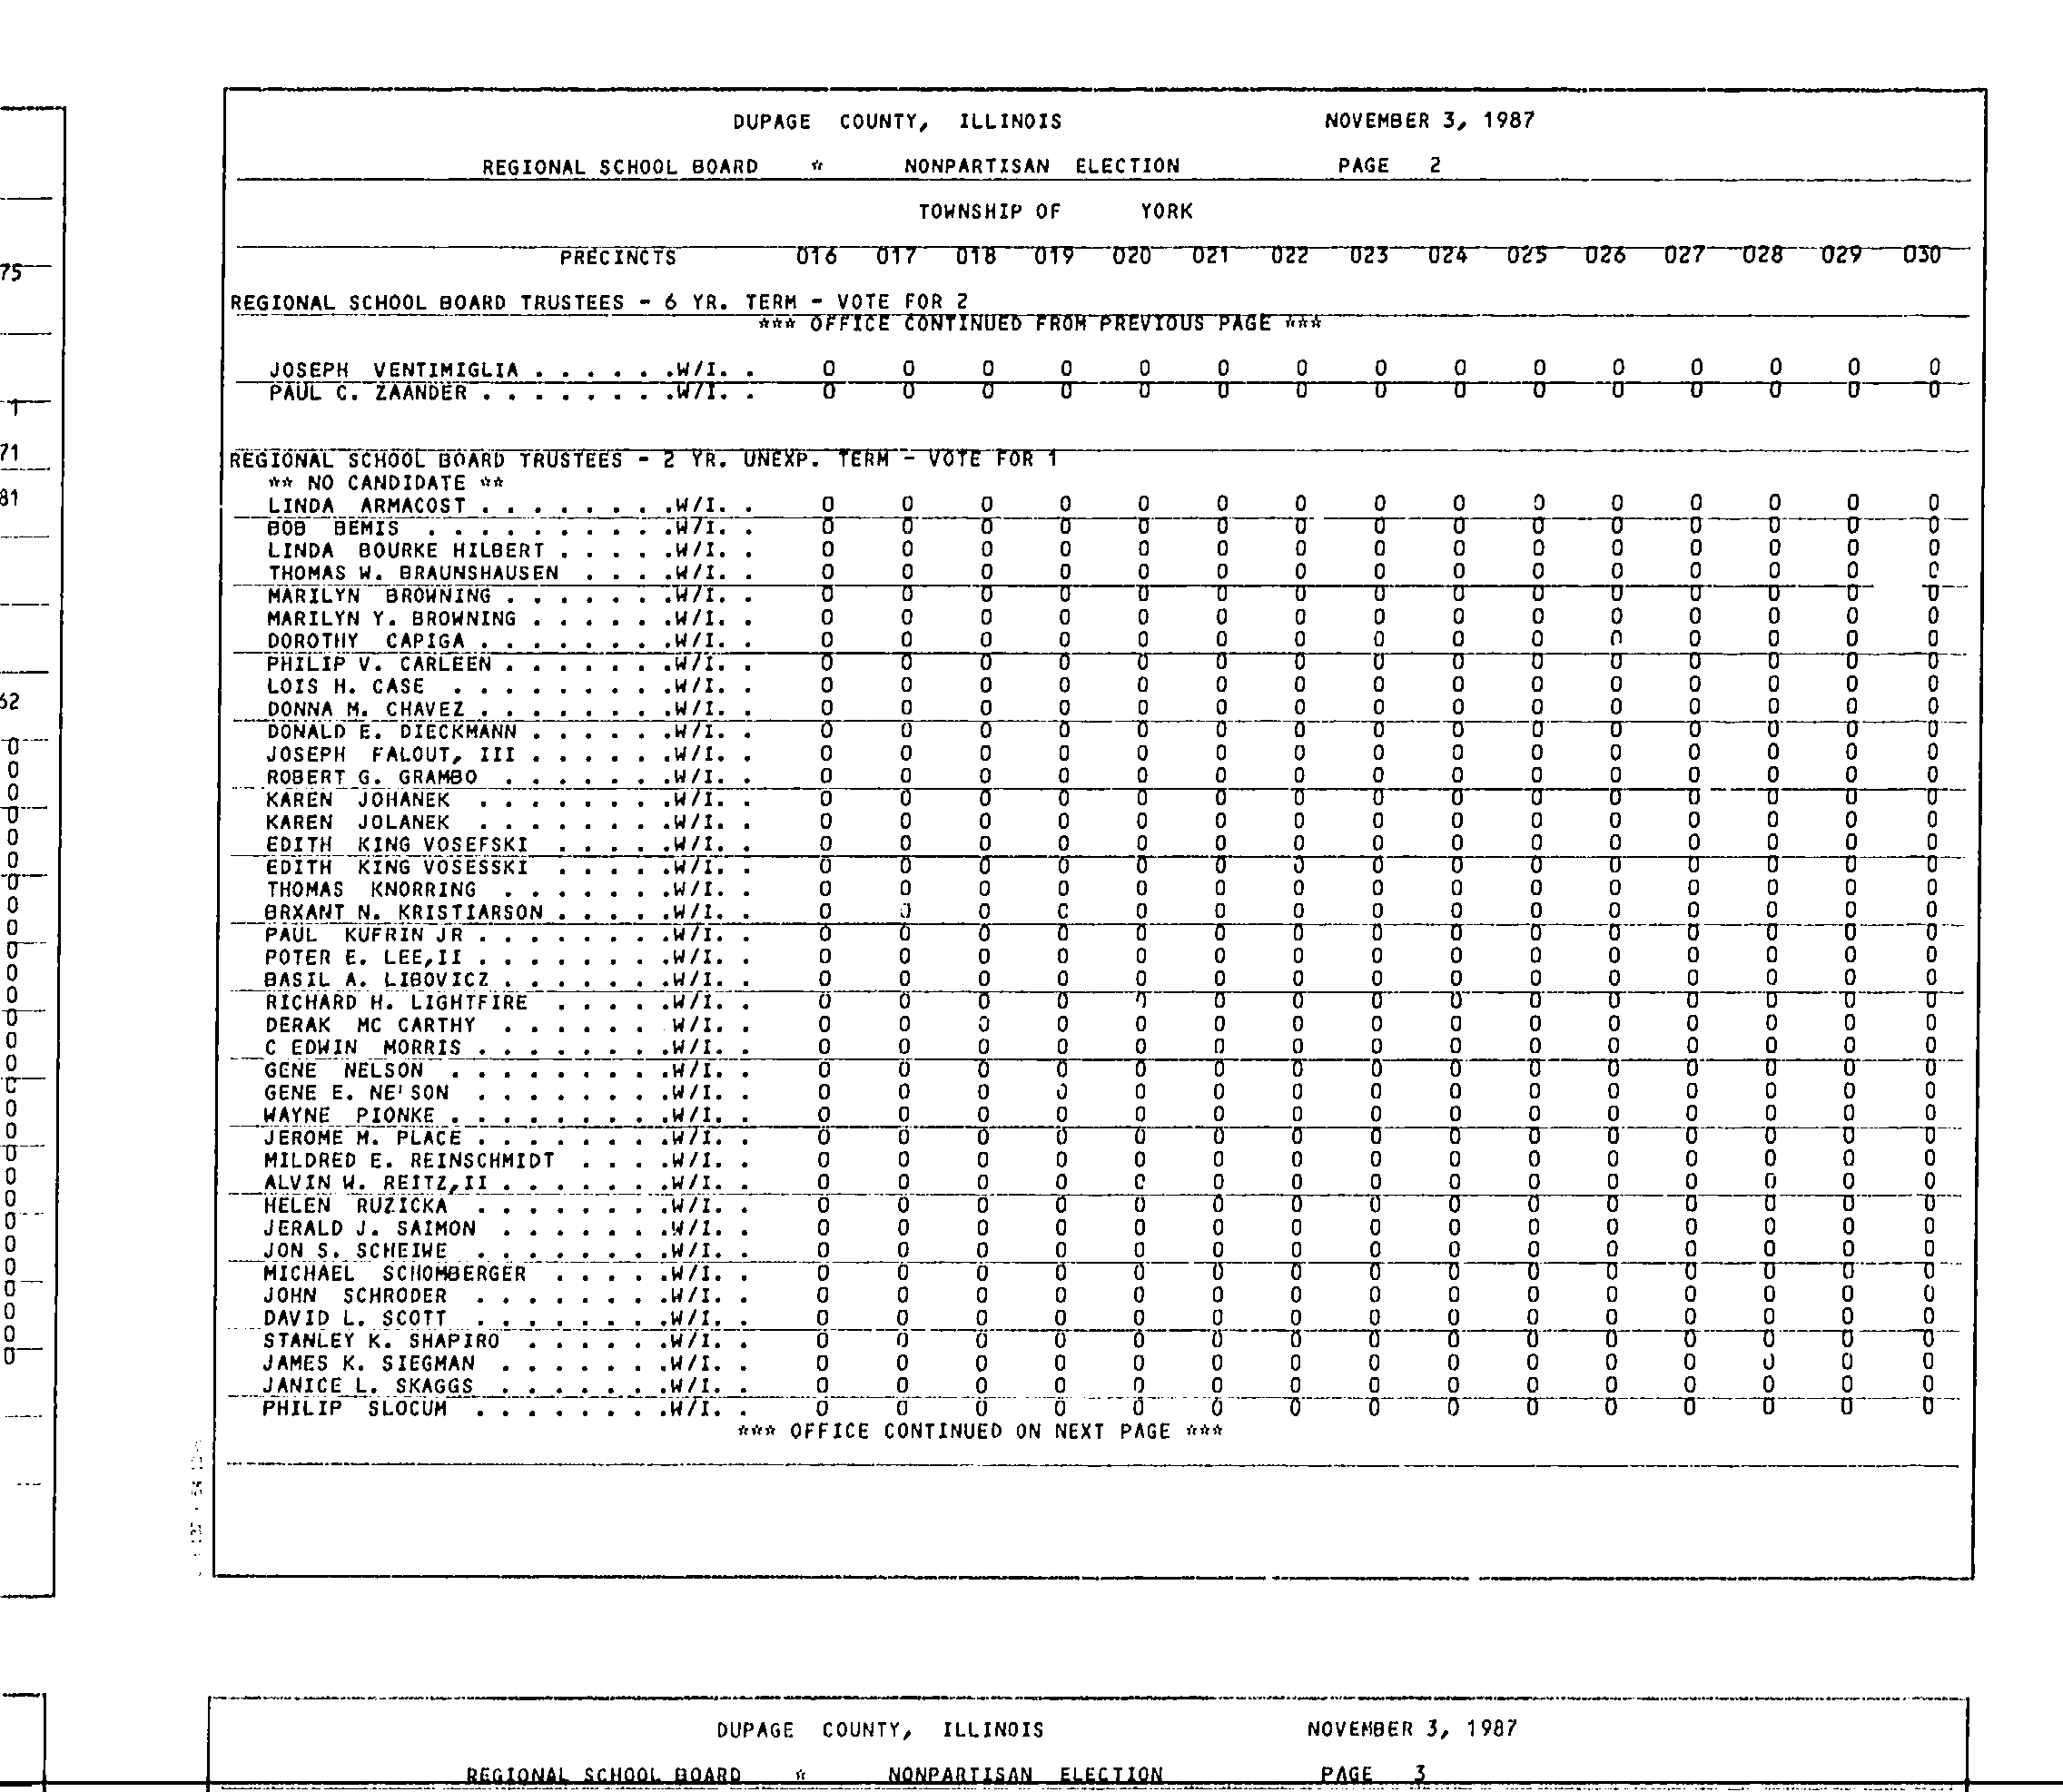 DUPAGE COUNTY, ILLINOIS NOVEMBER 3, 1987
REGIONAL SCHOOL BOARD * NONPARTISAN ELECTION PAGE 2
TOWNSHIP OF YORK
PRECINCTS 016 017 018 019 020 021 022 023 024 025 026 027 028 029 030
REGIONAL SCHOOL BOARD TRUSTEES - 6 YR. TERM - VOTE FOR 2
*** OFFICE CONTINUED FROM PREVIOUS PAGE ***
JOSEPH VENTIMIGLIA . . . . . .W/I. . 0 0 0 0 0 0 0 0 0 0 0 0 0 0 0
PAUL C. ZAANDER . . . . . . . .W/I. . 0 0 0 0 0 0 0 0 0 0 0 0 0 0 0
REGIONAL SCHOOL BOARD TRUSTEES - 2 YR. UNEXP. TERM - VOTE FOR 1
** NO CANDIDATE **
LINDA ARMACOST . . . . . . . .W/I. . 0 0 0 0 0 0 0 0 0 0 0 0 0 0 0
BOB BEMIS . . . . . . . . . .W/I. . 0 0 0 0 0 0 0 0 0 0 0 0 0 0 0
LINDA BOURKE HILBERT . . . . .W/I. . 0 0 0 0 0 0 0 0 0 0 0 0 0 0 0
THOMAS W. BRAUNSHAUSEN . . . .W/I. . 0 0 0 0 0 0 0 0 0 0 0 0 0 0 0
MARILYN BROWNING . . . . . . .W/I. . 0 0 0 0 0 0 0 0 0 0 0 0 0 0 0
MARILYN Y. BROWNING . . . . . .W/I. . 0 0 0 0 0 0 0 0 0 0 0 0 0 0 0
DOROTHY CAPIGA . . . . . . . .W/I. . 0 0 0 0 0 0 0 0 0 0 0 0 0 0 0
PHILIP V. CARLEEN . . . . . . .W/I. . 0 0 0 0 0 0 0 0 0 0 0 0 0 0 0
LOIS H. CASE . . . . . . . . .W/I. . 0 0 0 0 0 0 0 0 0 0 0 0 0 0 0
DONNA M. CHAVEZ . . . . . . . .W/I. . 0 0 0 0 0 0 0 0 0 0 0 0 0 0 0
DONALD E. DIECKMANN . . . . . .W/I. . 0 0 0 0 0 0 0 0 0 0 0 0 0 0 0
JOSEPH FALOUT, III . . . . . .W/I. . 0 0 0 0 0 0 0 0 0 0 0 0 0 0 0
ROBERT G. GRAMBO . . . . . . .W/I. . 0 0 0 0 0 0 0 0 0 0 0 0 0 0 0
KAREN JOHANEK . . . . . . . .W/I. . 0 0 0 0 0 0 0 0 0 0 0 0 0 0 0
KAREN JOLANEK . . . . . . . .W/I. . 0 0 0 0 0 0 0 0 0 0 0 0 0 0 0
EDITH KING VOSEFSKI . . . . .W/I. . 0 0 0 0 0 0 0 0 0 0 0 0 0 0 0
EDITH KING VOSESSKI . . . . .W/I. . 0 0 0 0 0 0 0 0 0 0 0 0 0 0 0
THOMAS KNORRING . . . . . . .W/I. . 0 0 0 0 0 0 0 0 0 0 0 0 0 0 0
BRXANT N. KRISTIARSON . . . . .W/I. . 0 0 0 0 0 0 0 0 0 0 0 0 0 0 0
PAUL KUFRIN JR . . . . . . . .W/I. . 0 0 0 0 0 0 0 0 0 0 0 0 0 0 0
POTER E. LEE,II . . . . . . . .W/I. . 0 0 0 0 0 0 0 0 0 0 0 0 0 0 0
BASIL A. LIBOVICZ . . . . . . .W/I. . 0 0 0 0 0 0 0 0 0 0 0 0 0 0 0
RICHARD H. LIGHTFIRE . . . . .W/I. . 0 0 0 0 0 0 0 0 0 0 0 0 0 0 0
DERAK MC CARTHY . . . . . . W/I. . 0 0 0 0 0 0 0 0 0 0 0 0 0 0 0
C EDWIN MORRIS . . . . . . . .W/I. . 0 0 0 0 0 0 0 0 0 0 0 0 0 0 0
GENE NELSON . . . . . . . . .W/I. . 0 0 0 0 0 0 0 0 0 0 0 0 0 0 0
GENE E. NE'SON . . . . . . . .W/I. . 0 0 0 0 0 0 0 0 0 0 0 0 0 0 0
WAYNE PIONKE . . . . . . . . .W/I. . 0 0 0 0 0 0 0 0 0 0 0 0 0 0 0
JEROME M. PLACE . . . . . . . .W/I. . 0 0 0 0 0 0 0 0 0 0 0 0 0 0 0
MILDRED E. REINSCHMIDT . . . .W/I. . 0 0 0 0 0 0 0 0 0 0 0 0 0 0 0
ALVIN W. REITZ,II . . . . . . .W/I. . 0 0 0 0 0 0 0 0 0 0 0 0 0 0 0
HELEN RUZICKA . . . . . . . .W/I. . 0 0 0 0 0 0 0 0 0 0 0 0 0 0 0
JERALD J. SAIMON . . . . . . .W/I. . 0 0 0 0 0 0 0 0 0 0 0 0 0 0 0
JON S. SCHEIWE . . . . . . . .W/I. . 0 0 0 0 0 0 0 0 0 0 0 0 0 0 0
MICHAEL SCHOMBERGER . . . . .W/I. . 0 0 0 0 0 0 0 0 0 0 0 0 0 0 0
JOHN SCHRODER . . . . . . . .W/I. . 0 0 0 0 0 0 0 0 0 0 0 0 0 0 0
DAVID L. SCOTT . . . . . . . .W/I. . 0 0 0 0 0 0 0 0 0 0 0 0 0 0 0
STANLEY K. SHAPIRO . . . . . .W/I. . 0 0 0 0 0 0 0 0 0 0 0 0 0 0 0
JAMES K. SIEGMAN . . . . . . .W/I. . 0 0 0 0 0 0 0 0 0 0 0 0 0 0 0
JANICE L. SKAGGS . . . . . . .W/I. . 0 0 0 0 0 0 0 0 0 0 0 0 0 0 0
PHILIP SLOCUM . . . . . . . .W/I. . 0 0 0 0 0 0 0 0 0 0 0 0 0 0 0
*** OFFICE CONTINUED ON NEXT PAGE ***
DUPAGE COUNTY, ILLINOIS NOVEMBER 3, 1987
REGIONAL SCHOOL BOARD * NONPARTISAN ELECTION PAGE 3